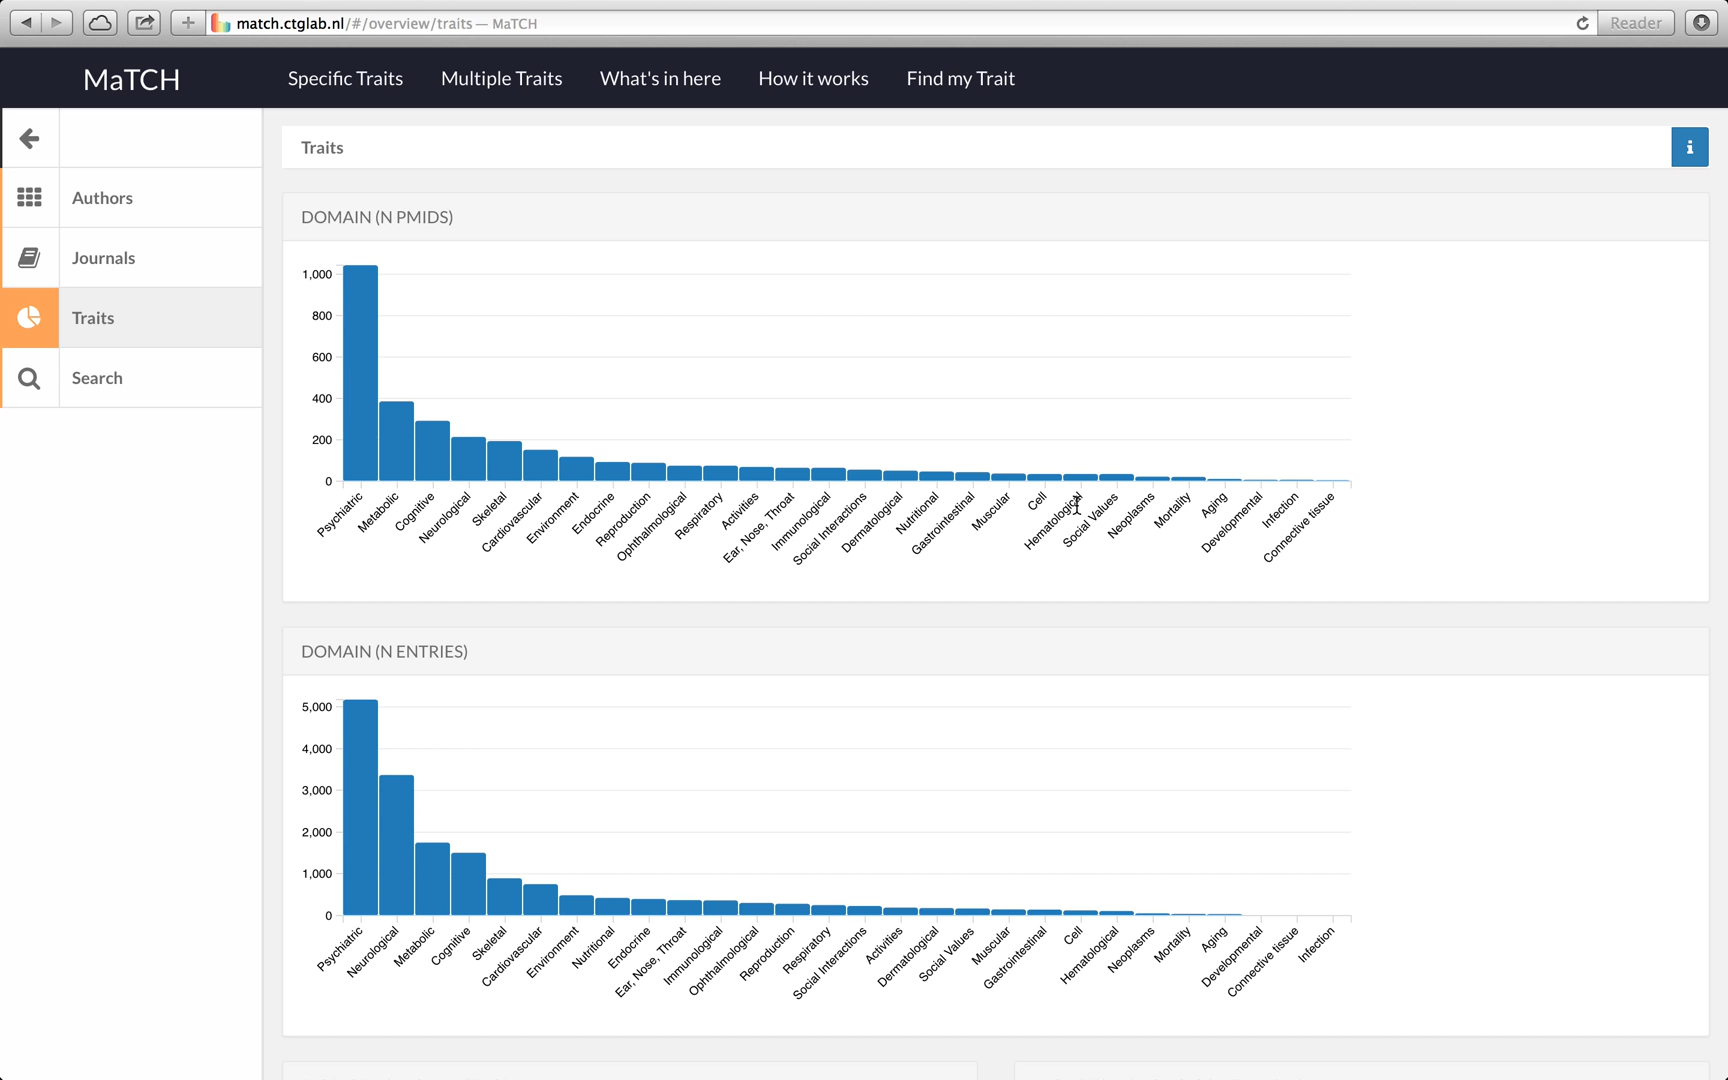 match.ctglab.nl/#/overview/traits — MaTCH
Reader
MaTCH
Specific Traits
Multiple Traits
What's in here
How it works
Find my Trait
Authors
Journals
Traits
Search
Traits
DOMAIN (N PMIDS)
1,000
800
600
400
200
0
Psychiatric
Metabolic
Cognitive
Neurological
Skeletal
Cardiovascular
Environment
Endocrine
Reproduction
Ophthalmological
Respiratory
Activities
Ear, Nose, Throat
Immunological
Social Interactions
Dermatological
Nutritional
Gastrointestinal
Muscular
Cell
Hematological
Social Values
Neoplasms
Mortality
Aging
Developmental
Infection
Connective tissue
DOMAIN (N ENTRIES)
5,000
4,000
3,000
2,000
1,000
0
Psychiatric
Neurological
Metabolic
Cognitive
Skeletal
Cardiovascular
Environment
Nutritional
Endocrine
Ear, Nose, Throat
Immunological
Ophthalmological
Reproduction
Respiratory
Social Interactions
Activities
Dermatological
Social Values
Muscular
Gastrointestinal
Cell
Hematological
Neoplasms
Mortality
Aging
Developmental
Connective tissue
Infection